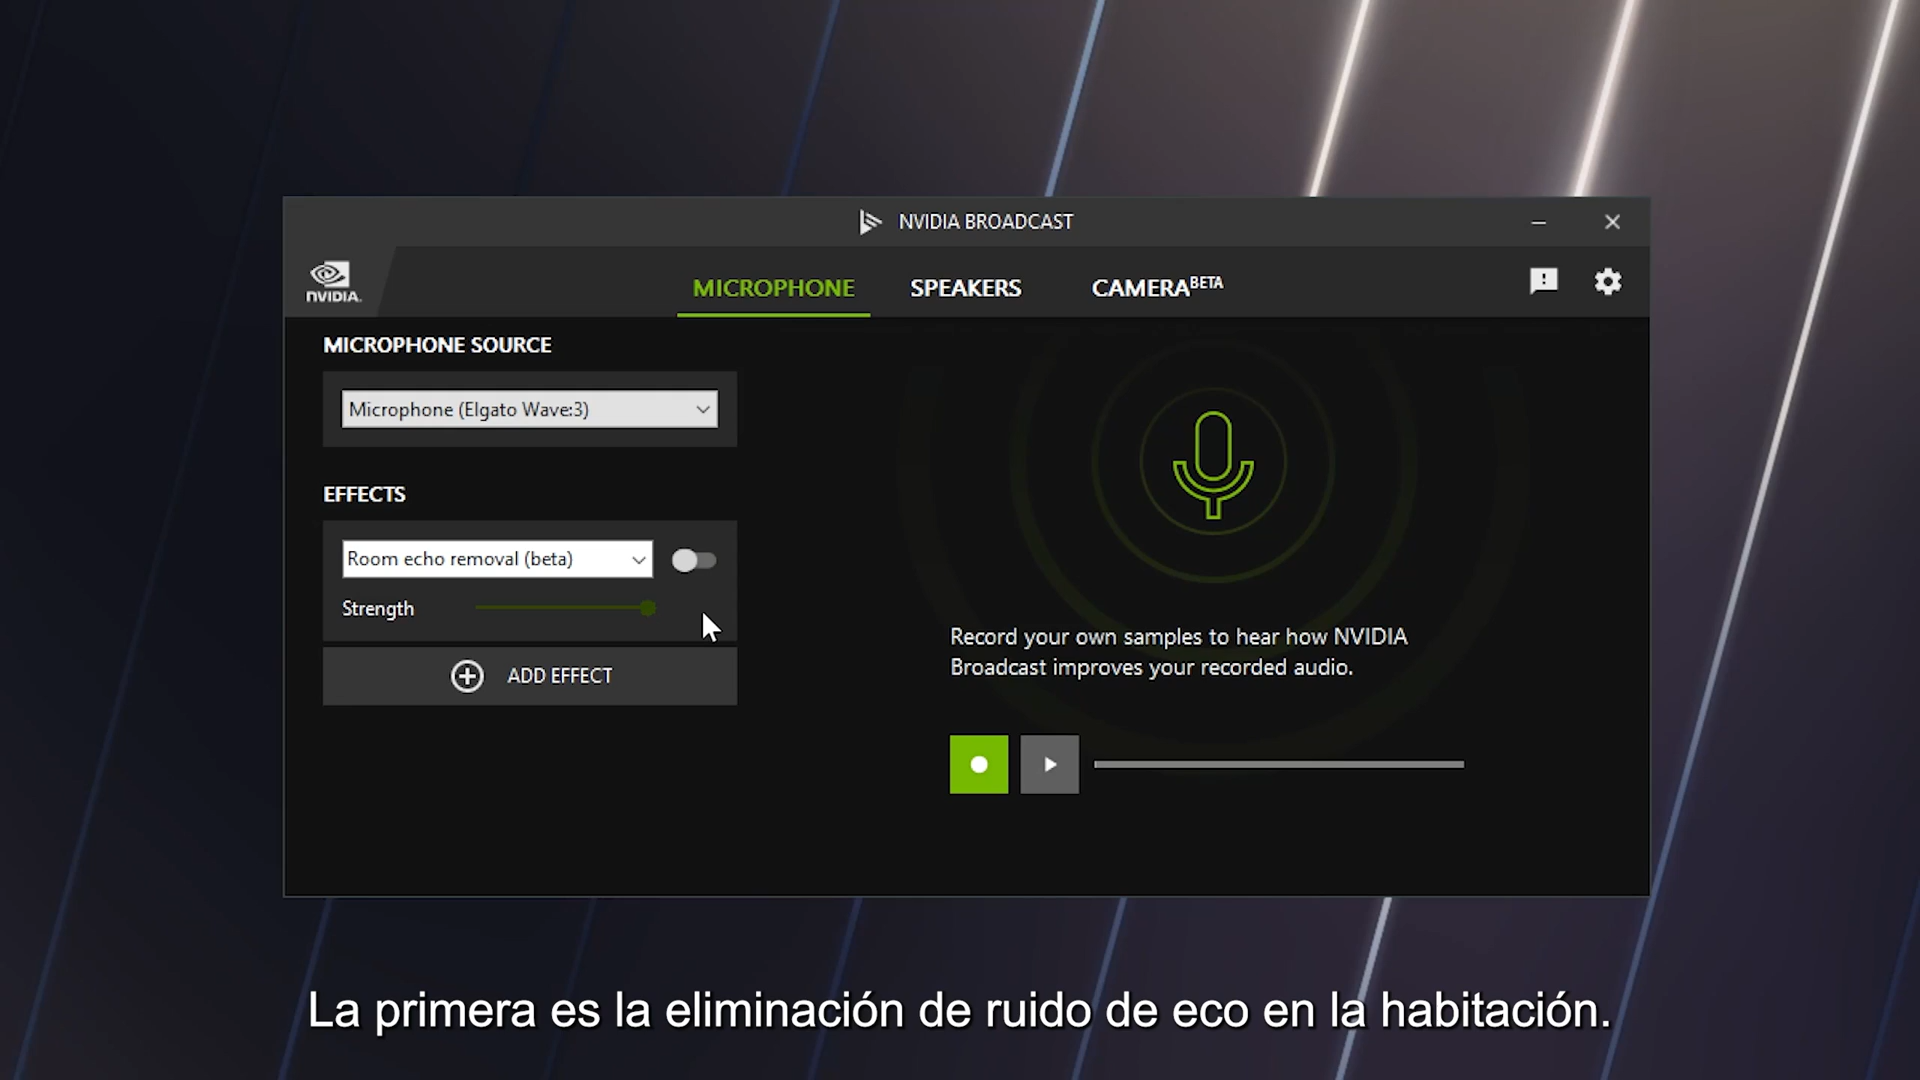 NVIDIA BROADCAST
NVIDIA.
MICROPHONE
SPEAKERS
CAMERABETA
MICROPHONE SOURCE
Microphone (Elgato Wave:3)
EFFECTS
Room echo removal (beta)
Strength
ADD EFFECT
Record your own samples to hear how NVIDIA
Broadcast improves your recorded audio.
La primera es la eliminación de ruido de eco en la habitación.